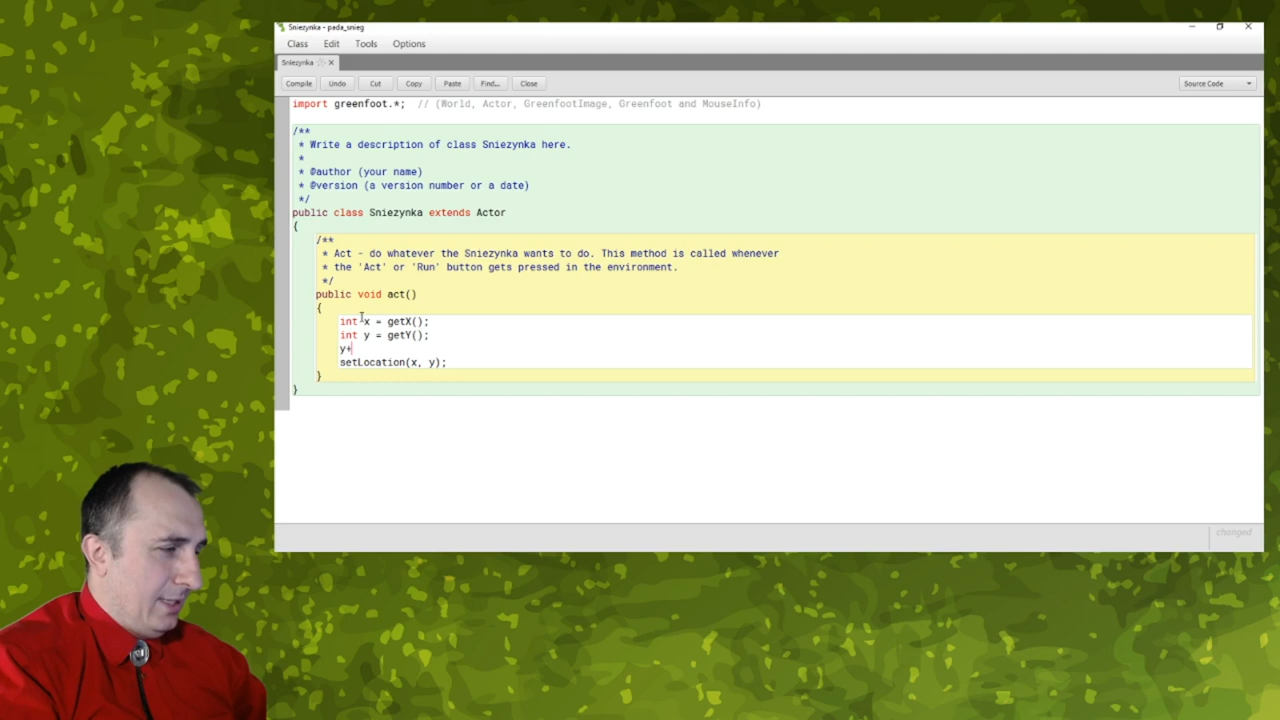 Sniezynka - pada_snieg
Class Edit Tools Options
Sniezynka
Compile Undo Cut Copy Paste Find... Close Source Code
import greenfoot.*;  // (World, Actor, GreenfootImage, Greenfoot and MouseInfo)
/**
 * Write a description of class Sniezynka here.
 *
 * @author (your name)
 * @version (a version number or a date)
 */
public class Sniezynka extends Actor
{
    /**
     * Act - do whatever the Sniezynka wants to do. This method is called whenever
     * the 'Act' or 'Run' button gets pressed in the environment.
     */
    public void act()
    {
        int x = getX();
        int y = getY();
        y+
        setLocation(x, y);
    }
}
changed